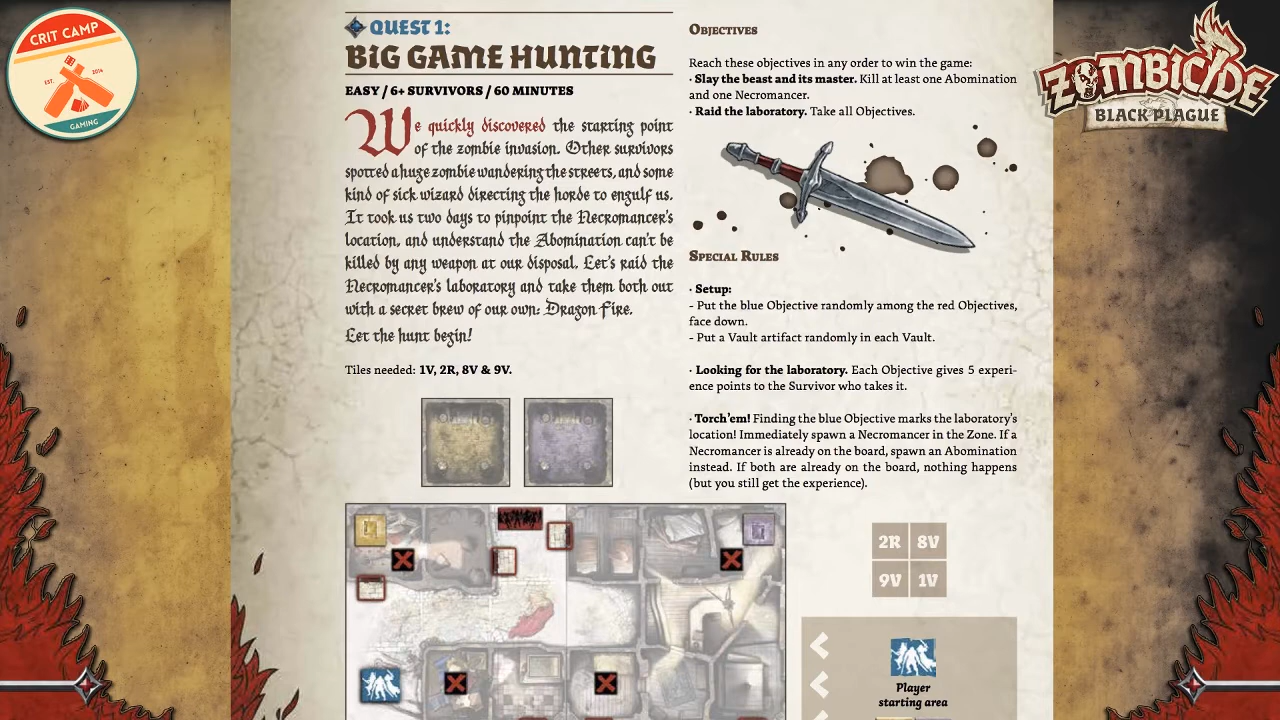 CRIT CAMP
EST. 2014
GAMING
QUEST 1:
BIG GAME HUNTING
EASY / 6+ SURVIVORS / 60 MINUTES
We quickly discovered the starting point
of the zombie invasion. Other survivors
spotted a huge zombie wandering the streets, and some
kind of sick wizard directing the horde to engulf us.
It took us two days to pinpoint the Necromancer's
location, and understand the Abomination can't be
killed by any weapon at our disposal. Let's raid the
Necromancer's laboratory and take them both out
with a secret brew of our own: Dragon Fire.
Let the hunt begin!
Tiles needed: 1V, 2R, 8V & 9V.
OBJECTIVES
Reach these objectives in any order to win the game:
· Slay the beast and its master. Kill at least one Abomination
and one Necromancer.
· Raid the laboratory. Take all Objectives.
SPECIAL RULES
· Setup:
- Put the blue Objective randomly among the red Objectives,
face down.
- Put a Vault artifact randomly in each Vault.
· Looking for the laboratory. Each Objective gives 5 experi-
ence points to the Survivor who takes it.
· Torch'em! Finding the blue Objective marks the laboratory's
location! Immediately spawn a Necromancer in the Zone. If a
Necromancer is already on the board, spawn an Abomination
instead. If both are already on the board, nothing happens
(but you still get the experience).
2R 8V
9V 1V
Player
starting area
ZOMBICIDE
BLACK PLAGUE